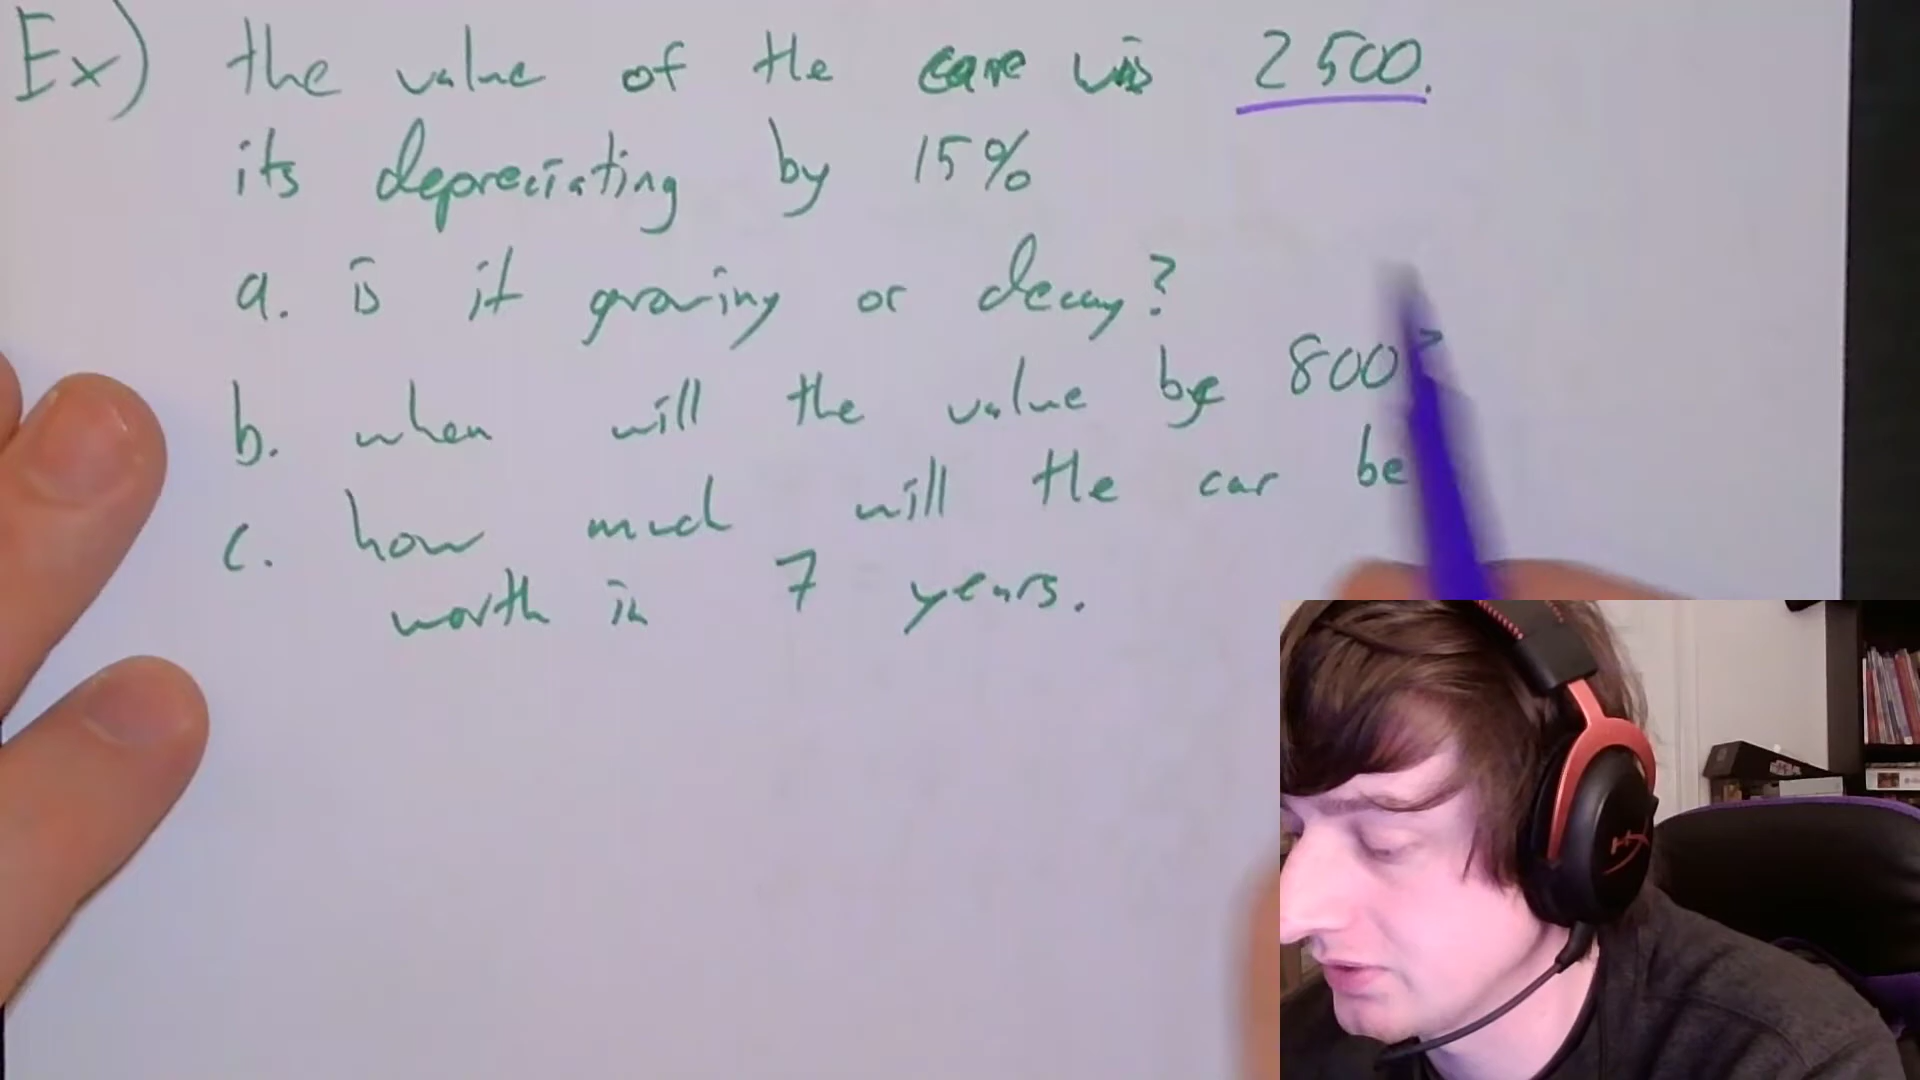 Ex) the value of the care was 2500.
its depreciating by 15%
a. is it growing or decay?
b. when will the value be 800?
c. how much will the car be
worth in 7 years.